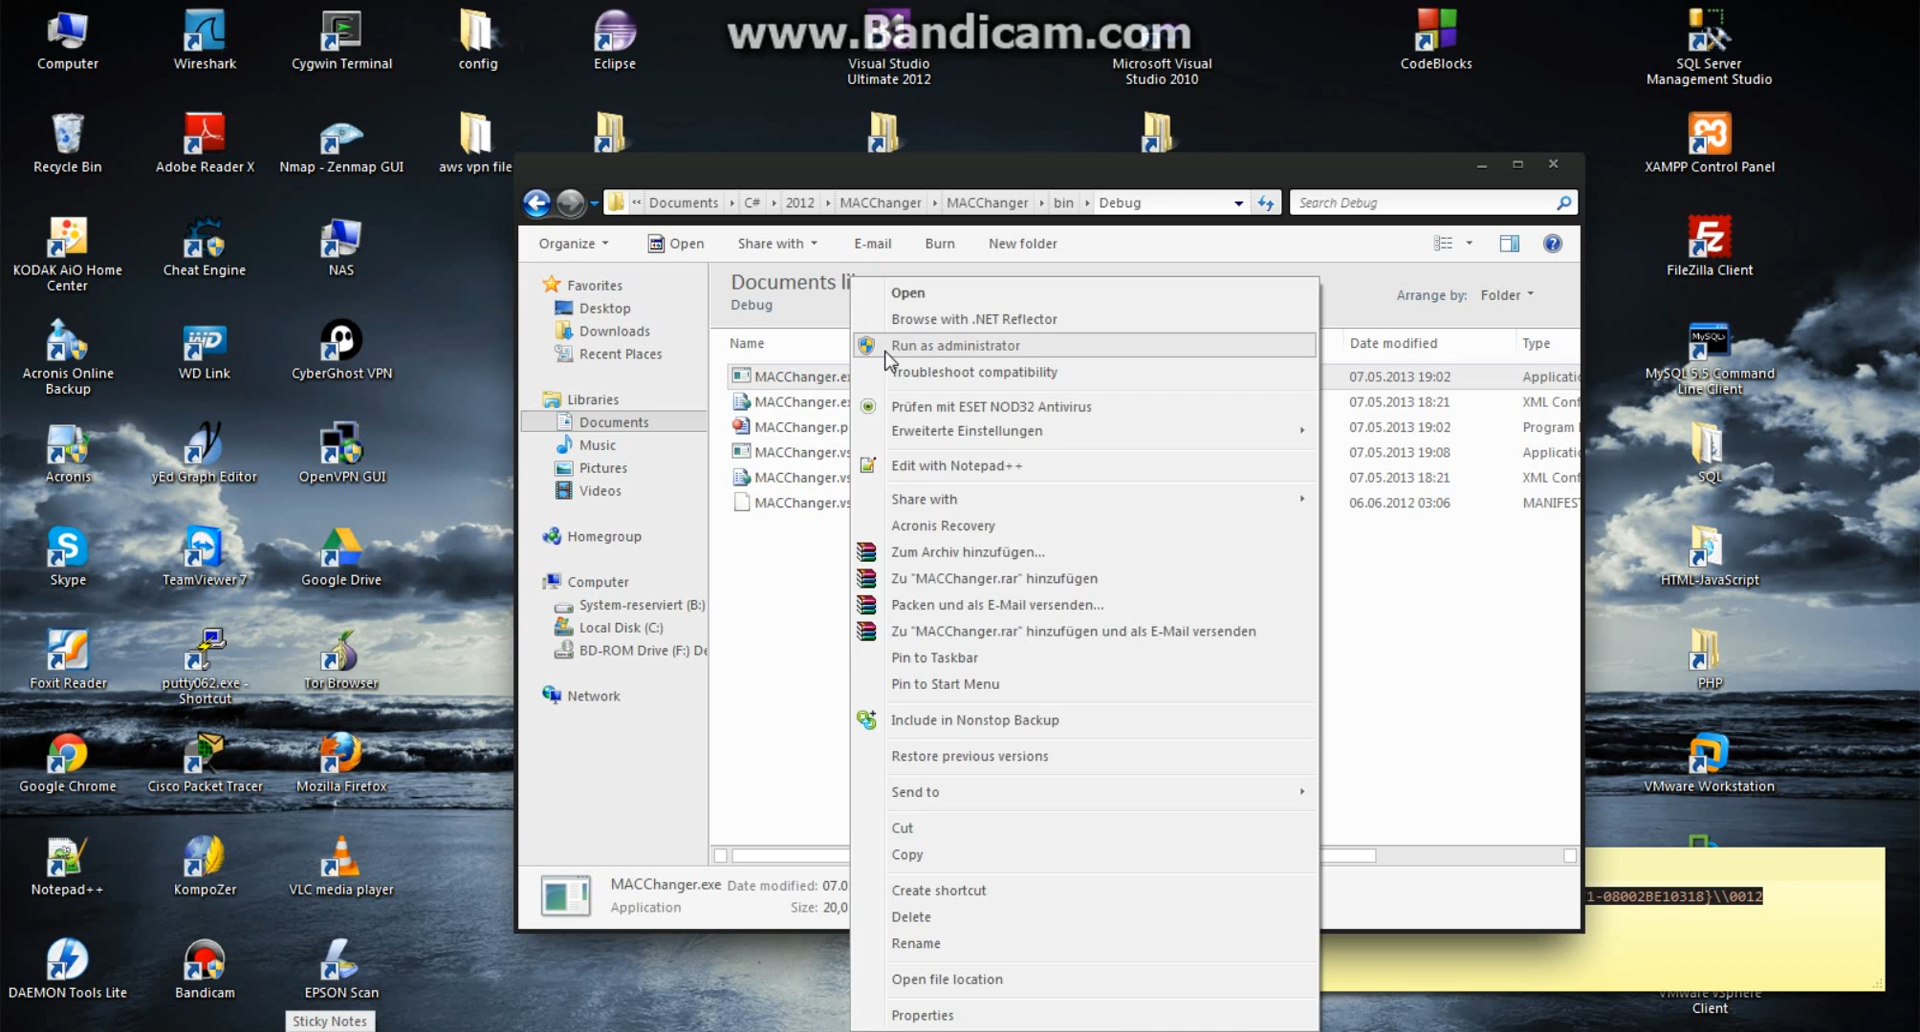 www.Bandicam.com
Computer
Wireshark
Cygwin Terminal
config
Eclipse
Visual Studio
Ultimate 2012
Microsoft Visual
Studio 2010
CodeBlocks
SQL Server
Management Studio
Recycle Bin
Adobe Reader X
Nmap - Zenmap GUI
aws vpn file
XAMPP Control Panel
KODAK AiO Home
Center
Cheat Engine
NAS
FileZilla Client
Acronis Online
Backup
WD Link
CyberGhost VPN
MySQL 5.5 Command
Line Client
Acronis
yEd Graph Editor
OpenVPN GUI
SQL
Skype
TeamViewer 7
Google Drive
HTML-JavaScript
Foxit Reader
putty062.exe -
Shortcut
Tor Browser
PHP
Google Chrome
Cisco Packet Tracer
Mozilla Firefox
VMware Workstation
Notepad++
KompoZer
VLC media player
DAEMON Tools Lite
Bandicam
EPSON Scan
VMware vSphere
Client
Sticky Notes
« Documents C# 2012 MACChanger MACChanger bin Debug
Search Debug
Organize Open Share with E-mail Burn New folder
Favorites
Desktop
Downloads
Recent Places
Libraries
Documents
Music
Pictures
Videos
Homegroup
Computer
System-reserviert (B:)
Local Disk (C:)
BD-ROM Drive (F:) De
Network
Documents li
Debug
Arrange by: Folder
Name Date modified Type
MACChanger.ex 07.05.2013 19:02 Applicatic
MACChanger.ex 07.05.2013 18:21 XML Conf
MACChanger.p 07.05.2013 19:02 Program
MACChanger.vs 07.05.2013 19:08 Applicatic
MACChanger.vs 07.05.2013 18:21 XML Conf
MACChanger.vs 06.06.2012 03:06 MANIFES
Open
Browse with .NET Reflector
Run as administrator
Troubleshoot compatibility
Prüfen mit ESET NOD32 Antivirus
Erweiterte Einstellungen
Edit with Notepad++
Share with
Acronis Recovery
Zum Archiv hinzufügen...
Zu "MACChanger.rar" hinzufügen
Packen und als E-Mail versenden...
Zu "MACChanger.rar" hinzufügen und als E-Mail versenden
Pin to Taskbar
Pin to Start Menu
Include in Nonstop Backup
Restore previous versions
Send to
Cut
Copy
Create shortcut
Delete
Rename
Open file location
Properties
MACChanger.exe Date modified: 07.0
Application Size: 20,0
1-08002BE10318}\\0012